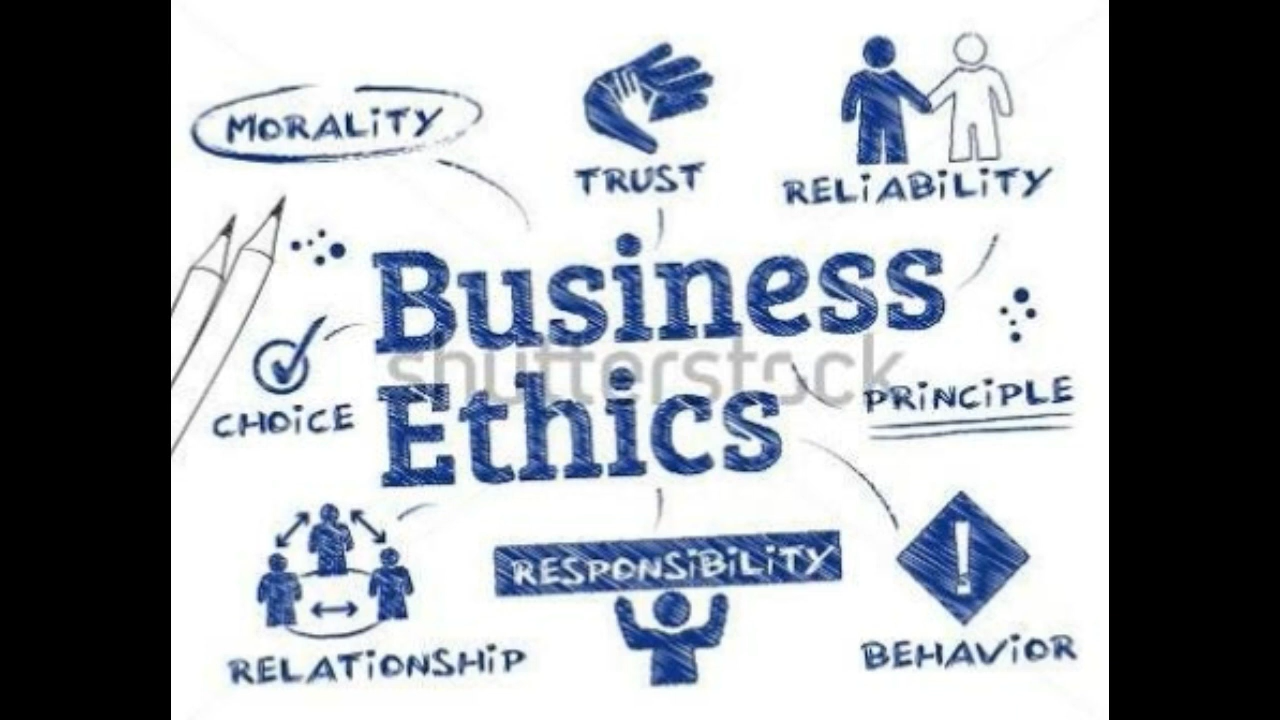 MORALiTY
TRUST
RELiABiLiTY
Business
shutterstock
Ethics
CHOiCE
PRiNCiPLE
RESPONSiBiLiTY
RELATiONSHiP
BEHAViOR